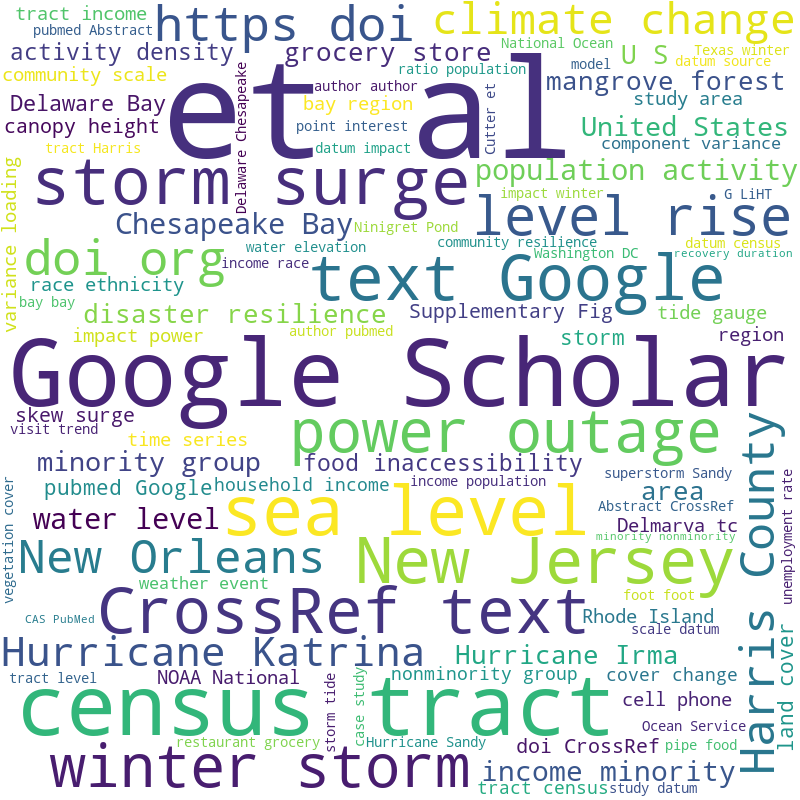 tract income
https doi
climate change
pubmed Abstract
National Ocean
Texas winter
activity density
grocery store
U S
community scale
ratio population
model
datum source
et al
author author
mangrove forest
Delaware Bay
bay region
Cutter et
study area
canopy height
point interest
United States
tract Harris
Delaware Chesapeake
datum impact
component variance
storm surge
population activity
variance loading
impact winter
G LiHT
Chesapeake Bay
Ninigret Pond
level rise
doi org
water elevation
community resilience
datum census
income race
text Google
Washington DC
recovery duration
race ethnicity
bay bay
disaster resilience
Supplementary Fig
tide gauge
impact power
author pubmed
storm
region
Google Scholar
skew surge
visit trend
time series
power outage
Harris County
minority group
food inaccessibility
superstorm Sandy
pubmed Google
household income
income population
area
unemployment rate
vegetation cover
water level
sea level
Abstract CrossRef
Delmarva tc
minority nonminority
New Orleans
New Jersey
weather event
foot foot
CAS PubMed
CrossRef text
Rhode Island
scale datum
land cover
Hurricane Katrina
Hurricane Irma
tract level
NOAA National
storm tide
case study
nonminority group
cover change
census tract
cell phone
Ocean Service
restaurant grocery
Hurricane Sandy
doi CrossRef
pipe food
winter storm
income minority
tract census
study datum